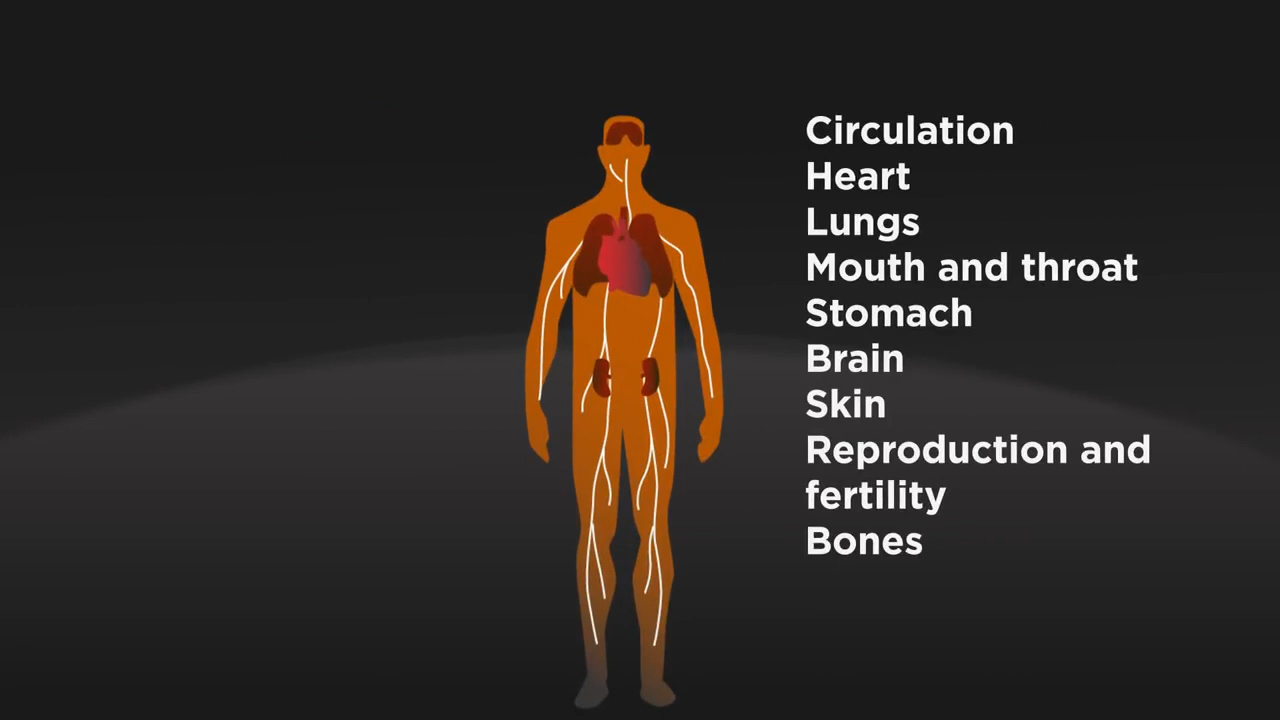 Circulation
Heart
Lungs
Mouth and throat
Stomach
Brain
Skin
Reproduction and
fertility
Bones